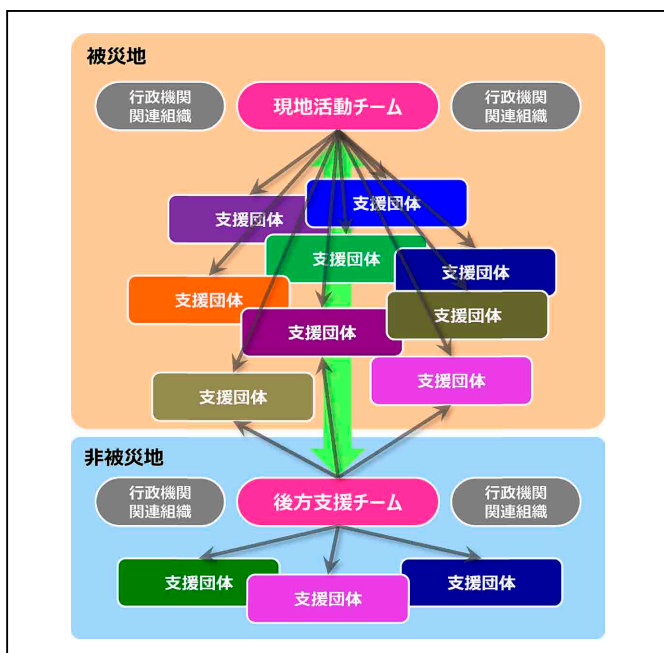 被災地
行政機関
関連組織
現地活動チーム
行政機関
関連組織
支援団体
支援団体
支援団体
支援団体
支援団体
支援団体
支援団体
支援団体
支援団体
非被災地
行政機関
関連組織
後方支援チーム
行政機関
関連組織
支援団体
支援団体
支援団体